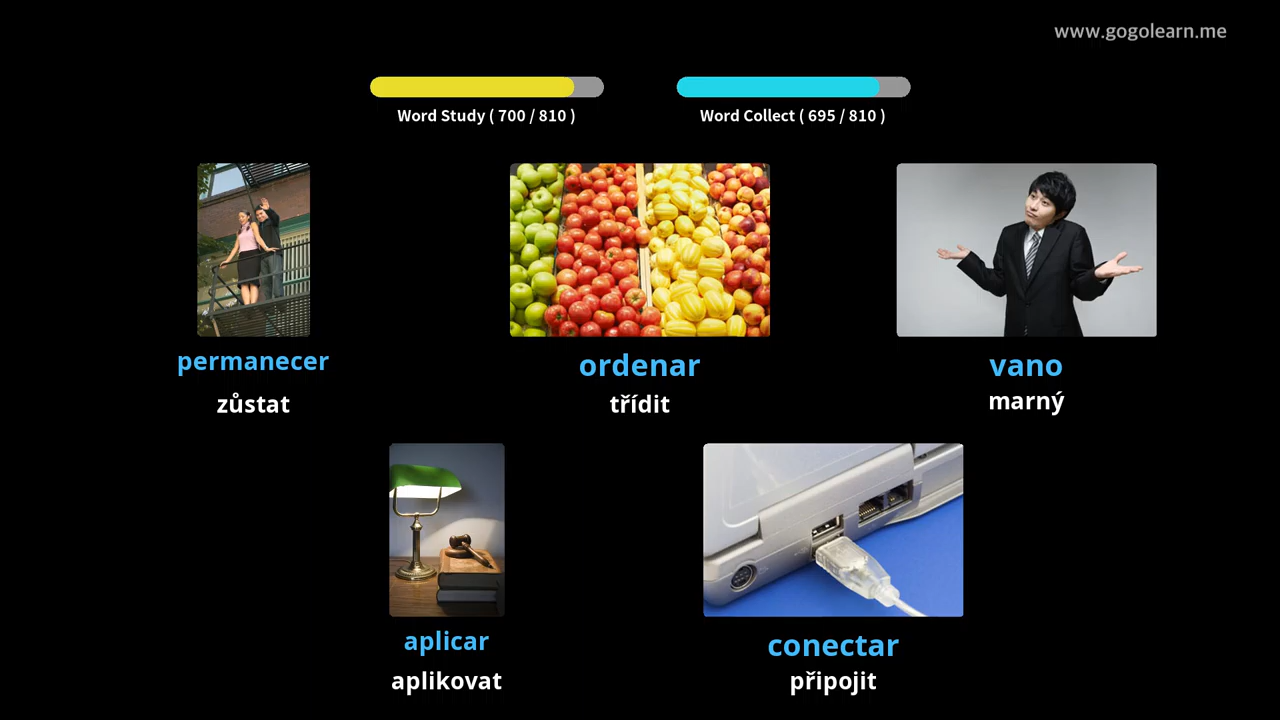 www.gogolearn.me
Word Study ( 700 / 810 )
Word Collect ( 695 / 810 )
permanecer
zůstat
ordenar
třídit
vano
marný
aplicar
aplikovat
conectar
připojit